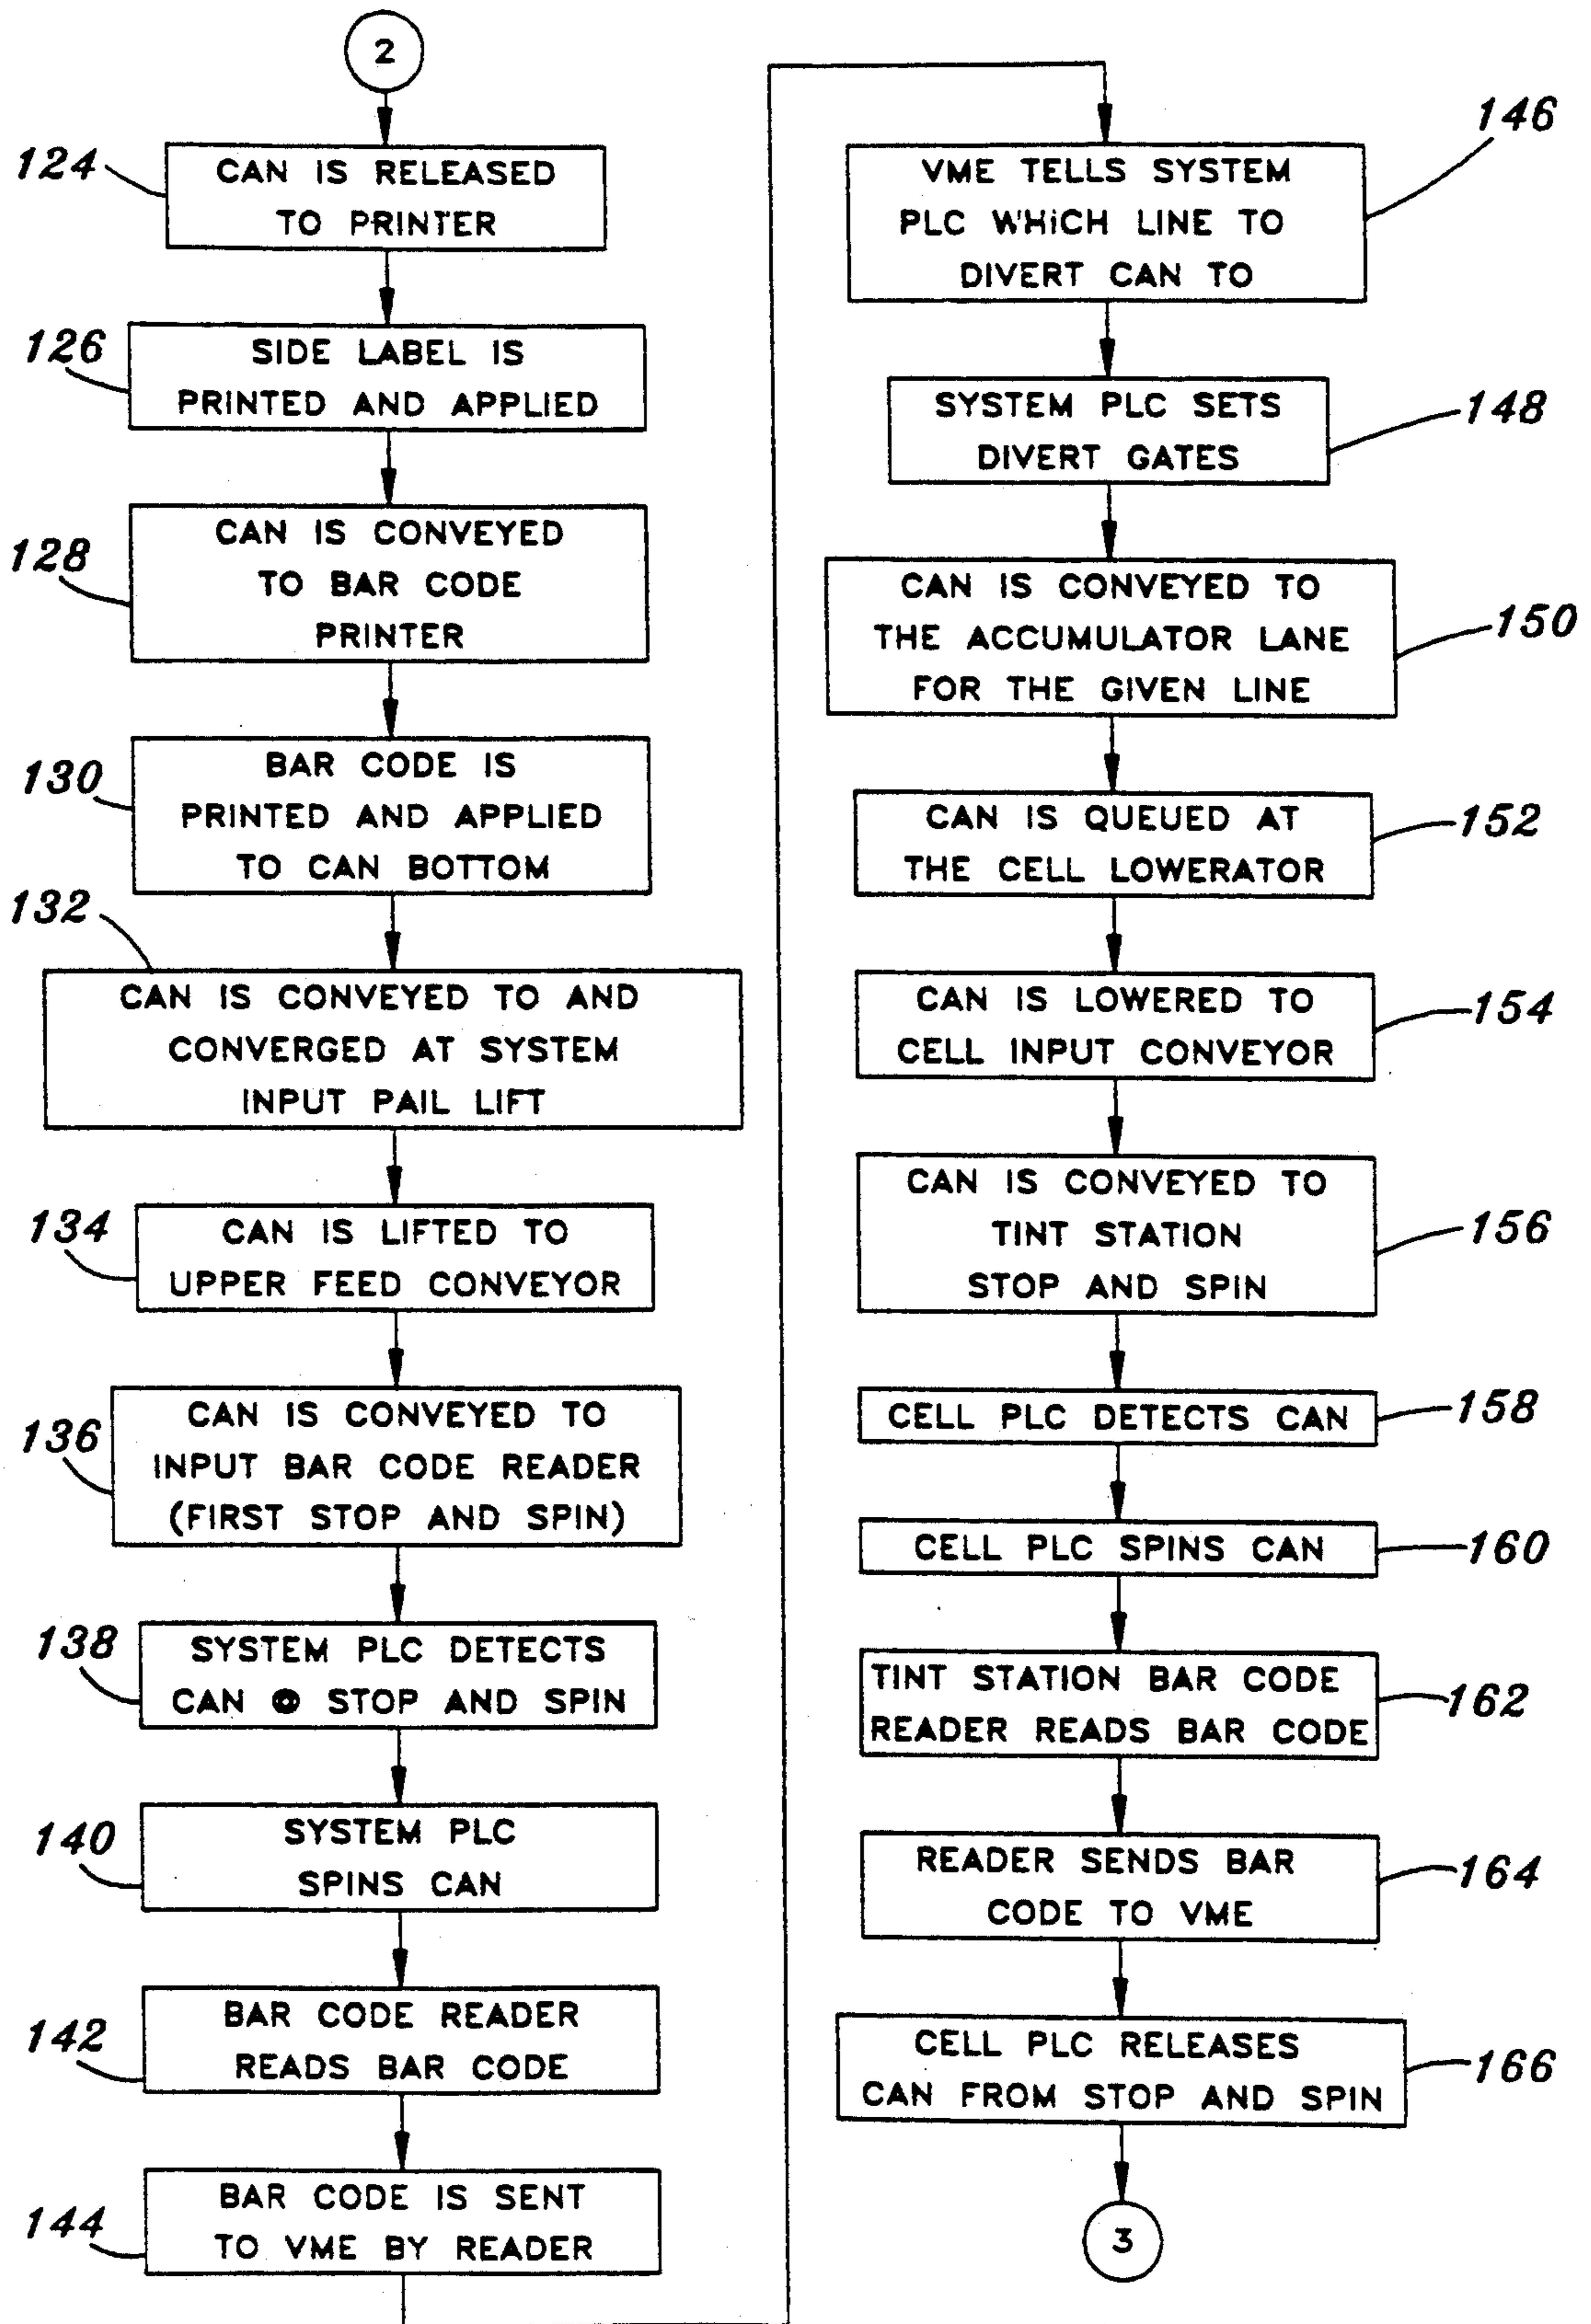 2
124
CAN IS RELEASED
TO PRINTER
126
SIDE LABEL IS
PRINTED AND APPLIED
128
CAN IS CONVEYED
TO BAR CODE
PRINTER
130
BAR CODE IS
PRINTED AND APPLIED
TO CAN BOTTOM
132
CAN IS CONVEYED TO AND
CONVERGED AT SYSTEM
INPUT PAIL LIFT
134
CAN IS LIFTED TO
UPPER FEED CONVEYOR
136
CAN IS CONVEYED TO
INPUT BAR CODE READER
(FIRST STOP AND SPIN)
138
SYSTEM PLC DETECTS
CAN @ STOP AND SPIN
140
SYSTEM PLC
SPINS CAN
142
BAR CODE READER
READS BAR CODE
144
BAR CODE IS SENT
TO VME BY READER
146
VME TELLS SYSTEM
PLC WHICH LINE TO
DIVERT CAN TO
148
SYSTEM PLC SETS
DIVERT GATES
150
CAN IS CONVEYED TO
THE ACCUMULATOR LANE
FOR THE GIVEN LINE
152
CAN IS QUEUED AT
THE CELL LOWERATOR
154
CAN IS LOWERED TO
CELL INPUT CONVEYOR
156
CAN IS CONVEYED TO
TINT STATION
STOP AND SPIN
158
CELL PLC DETECTS CAN
160
CELL PLC SPINS CAN
162
TINT STATION BAR CODE
READER READS BAR CODE
164
READER SENDS BAR
CODE TO VME
166
CELL PLC RELEASES
CAN FROM STOP AND SPIN
3